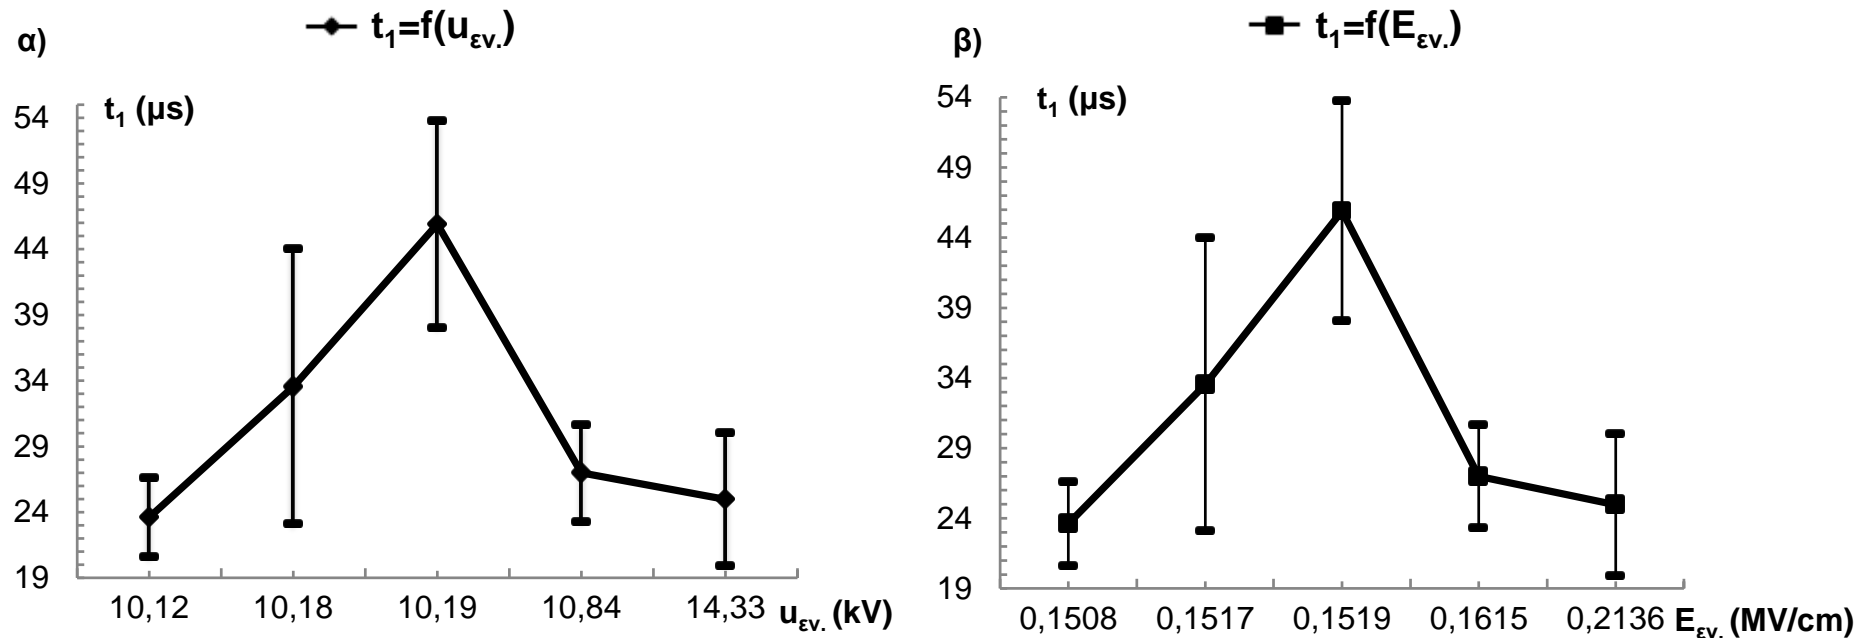 α)
t₁=f(uεν.)
t₁ (μs)
54
49
44
39
34
29
24
19
10,12 10,18 10,19 10,84 14,33 uεν. (kV)
β)
t₁=f(Eεν.)
t₁ (μs)
54
49
44
39
34
29
24
19
0,1508 0,1517 0,1519 0,1615 0,2136 Eεν. (MV/cm)